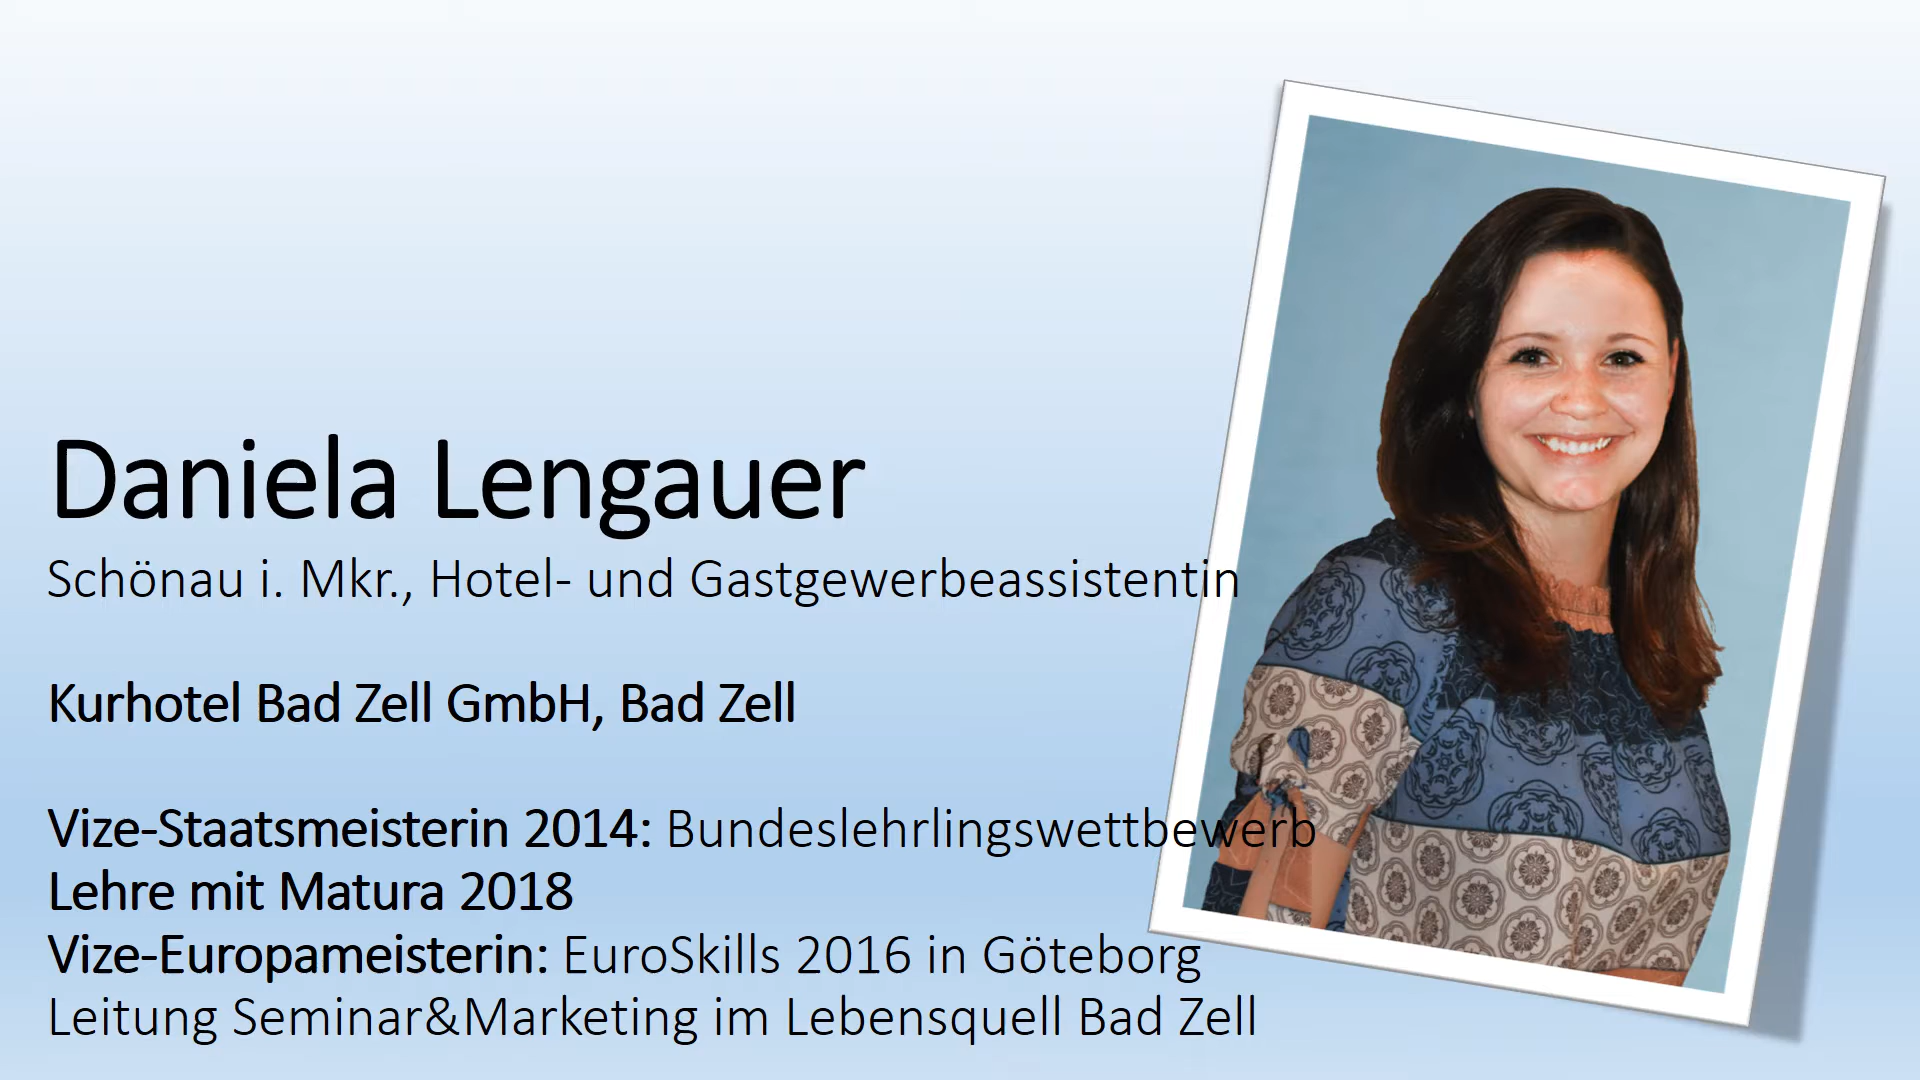 Daniela Lengauer
Schönau i. Mkr., Hotel- und Gastgewerbeassistentin
Kurhotel Bad Zell GmbH, Bad Zell
Vize-Staatsmeisterin 2014: Bundeslehrlingswettbewerb
Lehre mit Matura 2018
Vize-Europameisterin: EuroSkills 2016 in Göteborg
Leitung Seminar&Marketing im Lebensquell Bad Zell